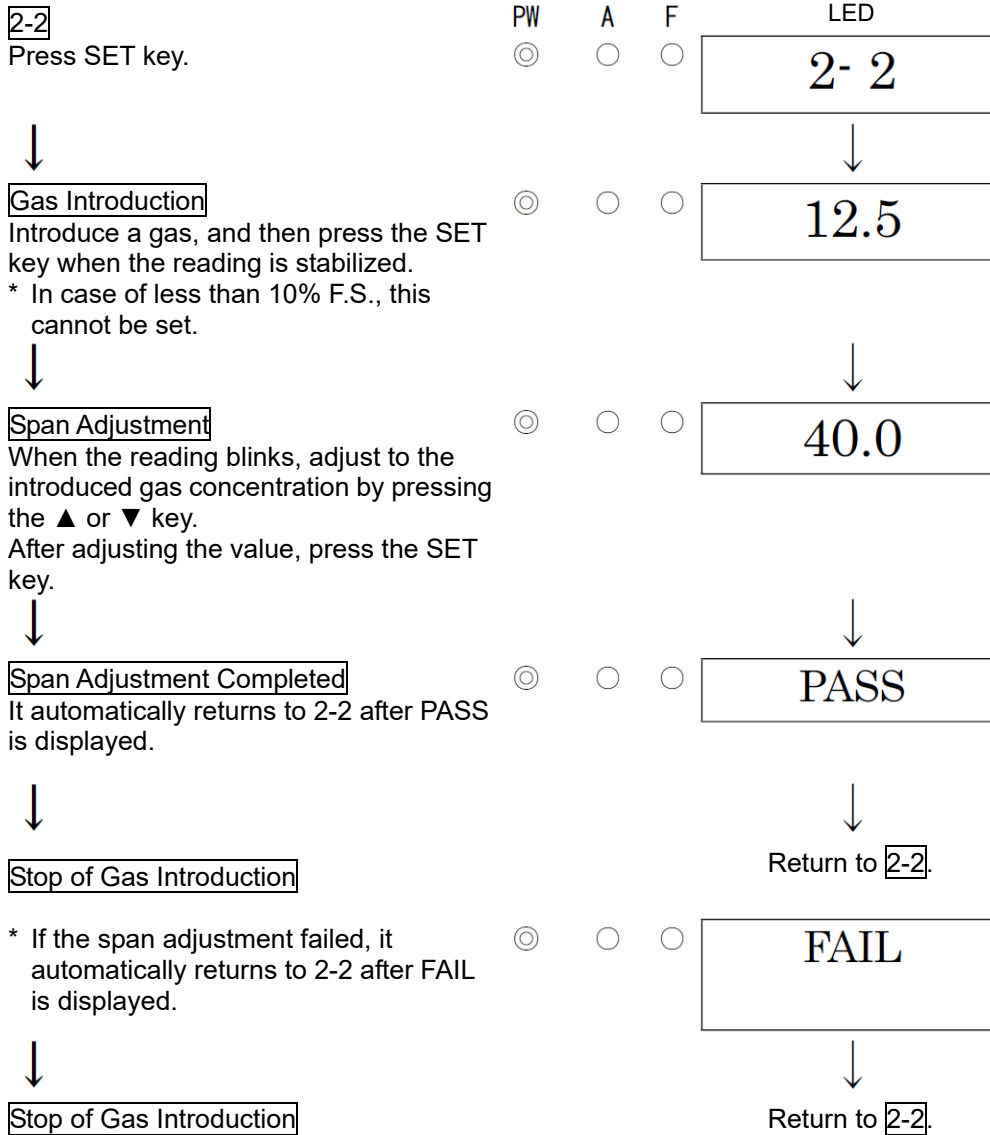 PW A F LED
2-2
Press SET key.
2- 2
Gas Introduction
Introduce a gas, and then press the SET
key when the reading is stabilized.
* In case of less than 10% F.S., this
cannot be set.
12.5
Span Adjustment
When the reading blinks, adjust to the
introduced gas concentration by pressing
the ▲ or ▼ key.
After adjusting the value, press the SET
key.
40.0
Span Adjustment Completed
It automatically returns to 2-2 after PASS
is displayed.
PASS
Stop of Gas Introduction
Return to 2-2.
* If the span adjustment failed, it
automatically returns to 2-2 after FAIL
is displayed.
FAIL
Stop of Gas Introduction
Return to 2-2.